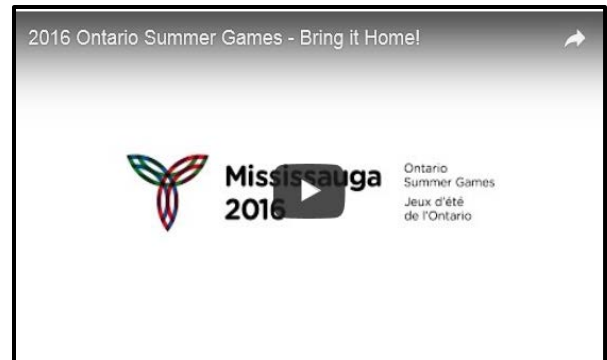 2016 Ontario Summer Games - Bring it Home!
Mississauga
2016
Ontario
Summer Games
Jeux d'été
de l'Ontario